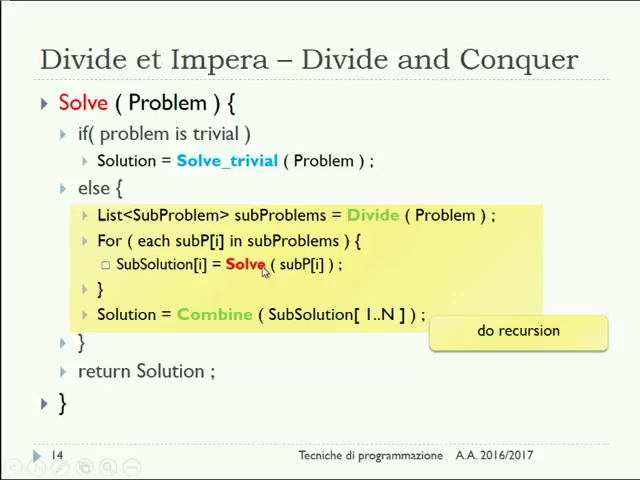 Divide et Impera – Divide and Conquer
Solve ( Problem ) {
if( problem is trivial )
Solution = Solve_trivial ( Problem ) ;
else {
List<SubProblem> subProblems = Divide ( Problem ) ;
For ( each subP[i] in subProblems ) {
SubSolution[i] = Solve ( subP[i] ) ;
}
Solution = Combine ( SubSolution[ 1..N ] ) ;
do recursion
}
return Solution ;
}
14 Tecniche di programmazione A.A. 2016/2017